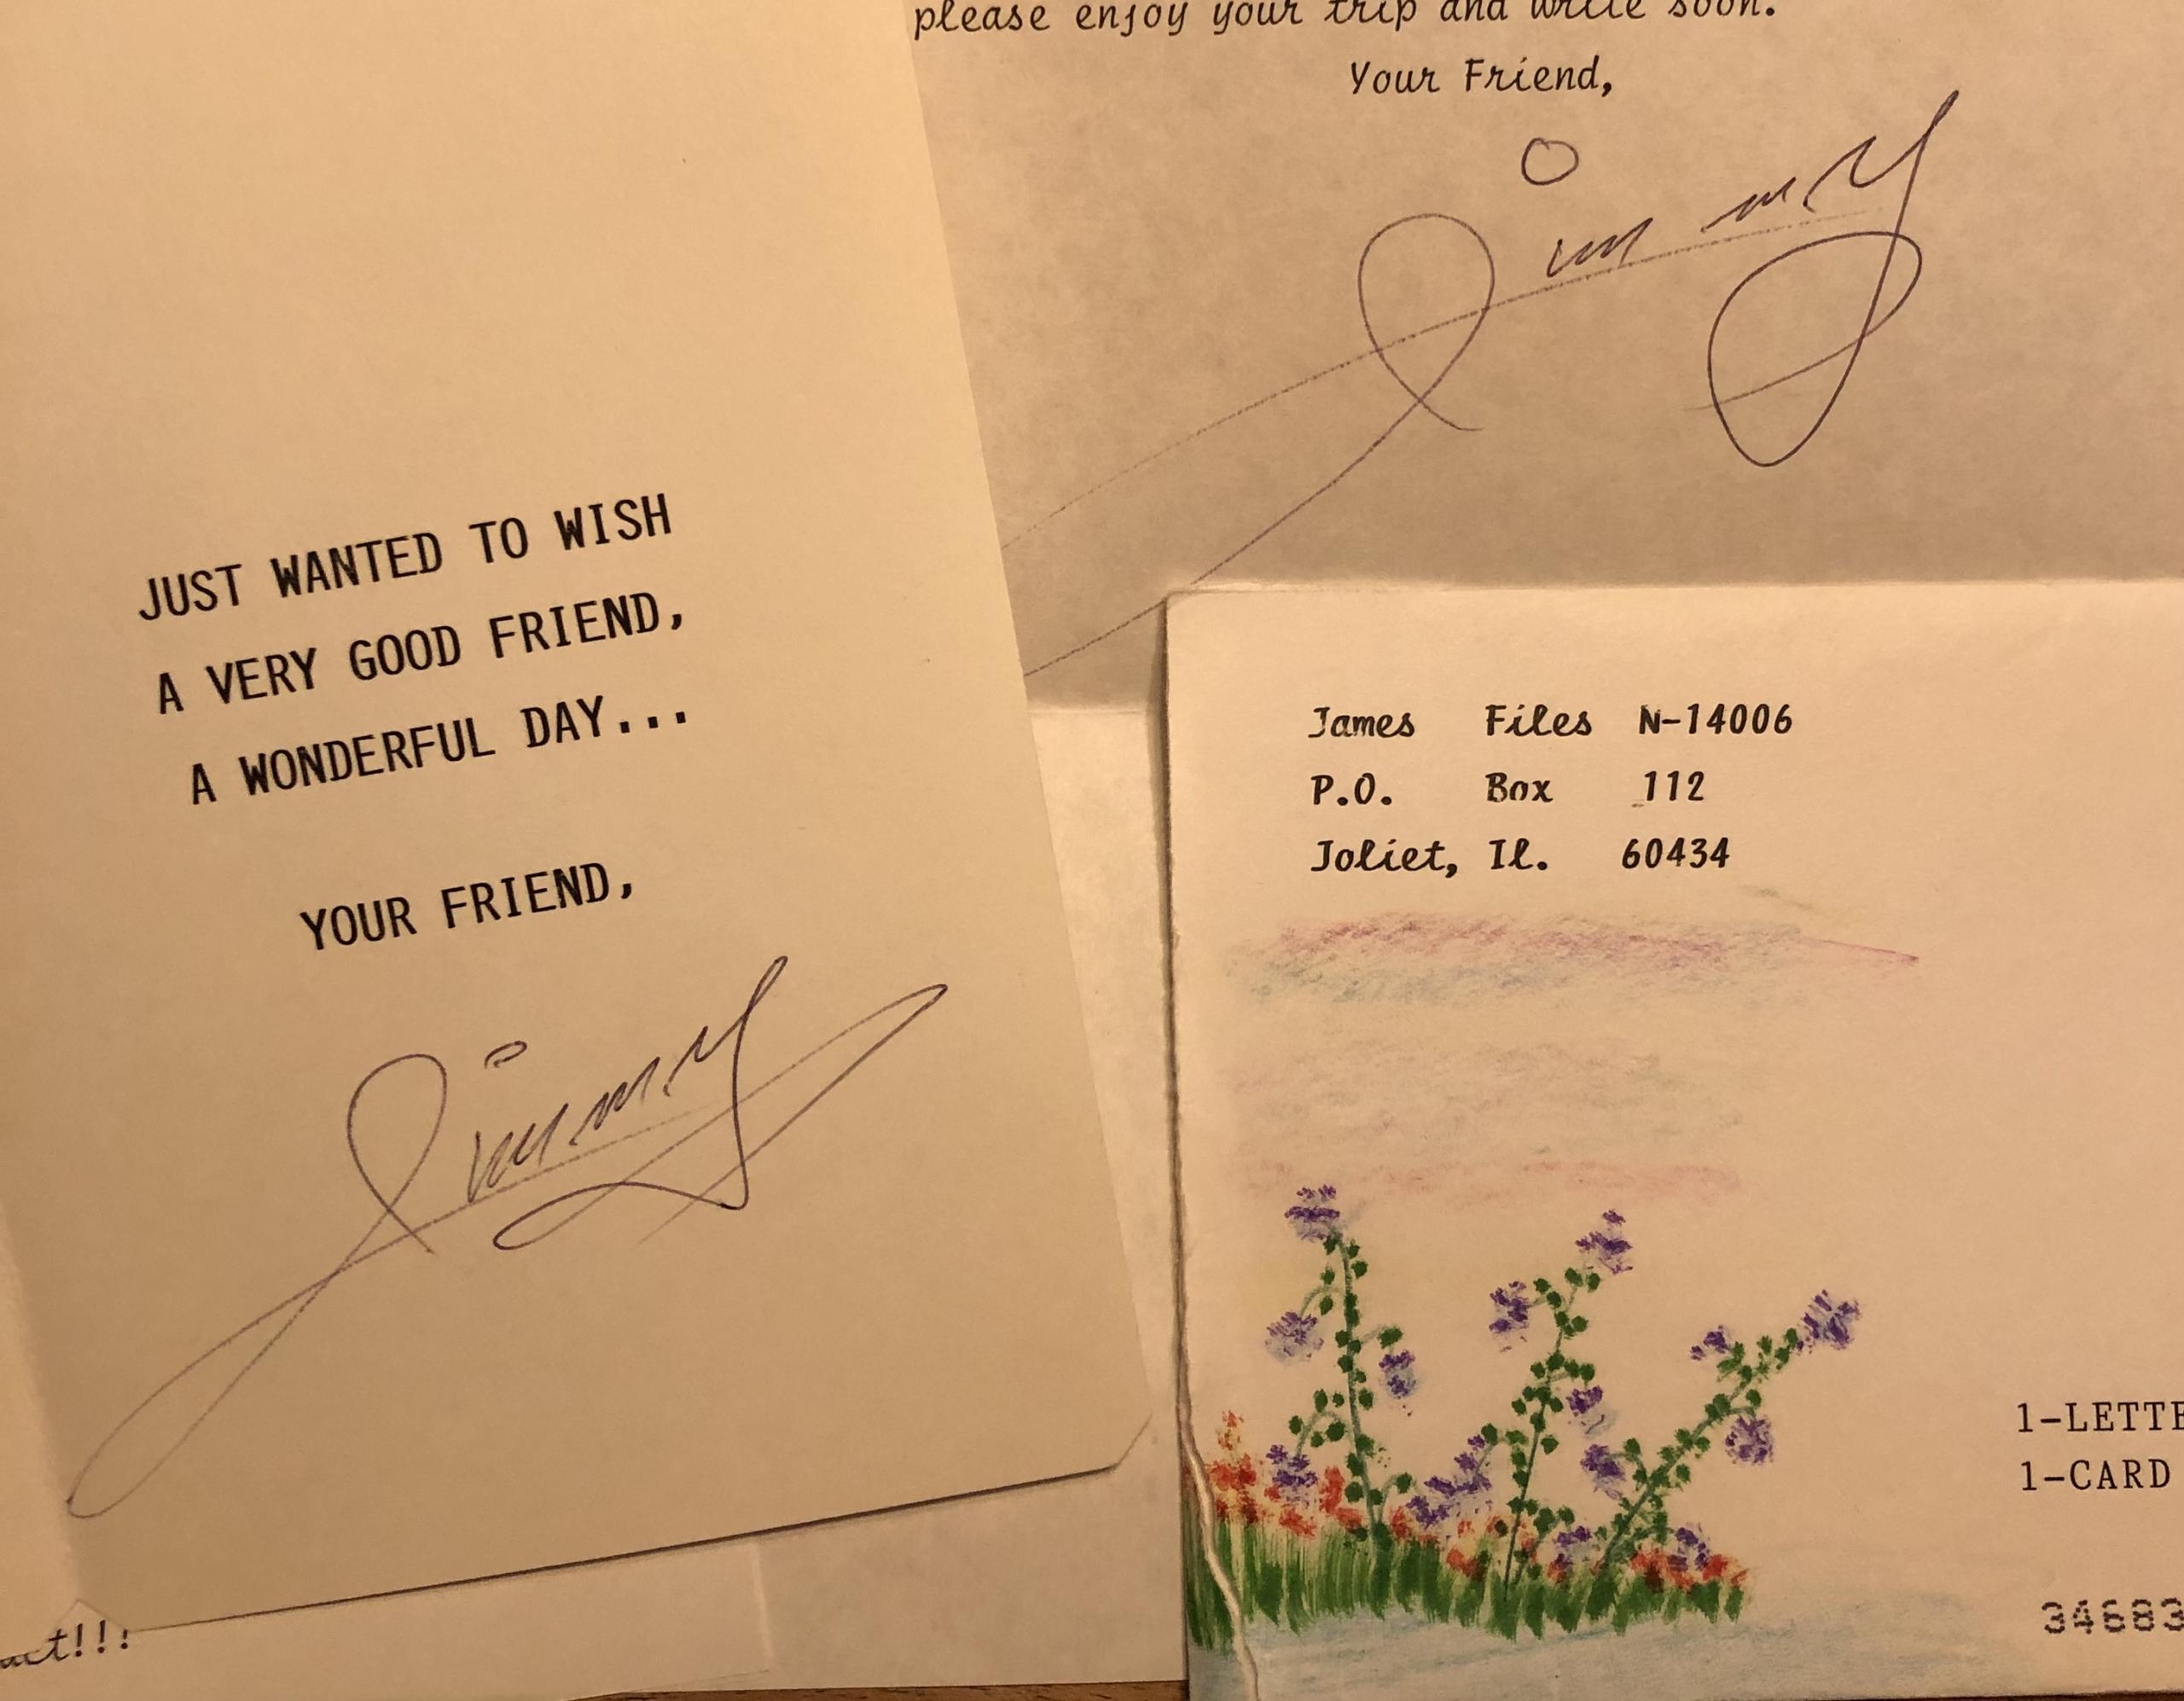 please enjoy your trip and write soon.
Your Friend,
Jimmy
JUST WANTED TO WISH
A VERY GOOD FRIEND,
A WONDERFUL DAY...
YOUR FRIEND,
Jimmy
James Files N-14006
P.O. Box 112
Joliet, Il. 60434
1-LETTE
1-CARD
34683